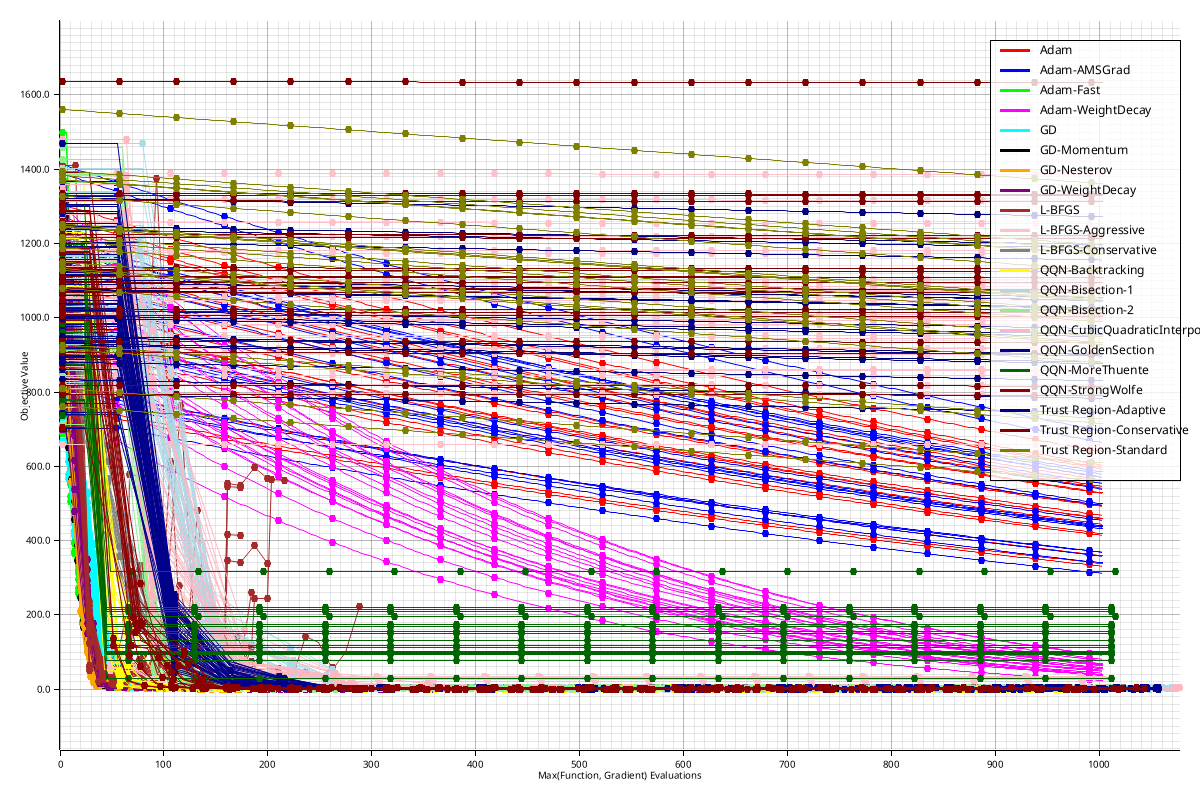 1600.0
1400.0
1200.0
1000.0
800.0
600.0
400.0
200.0
0.0
Objective Value
0 100 200 300 400 500 600 700 800 900 1000
Max(Function, Gradient) Evaluations
Adam
Adam-AMSGrad
Adam-Fast
Adam-WeightDecay
GD
GD-Momentum
GD-Nesterov
GD-WeightDecay
L-BFGS
L-BFGS-Aggressive
L-BFGS-Conservative
QQN-Backtracking
QQN-Bisection-1
QQN-Bisection-2
QQN-CubicQuadraticInterpo
QQN-GoldenSection
QQN-MoreThuente
QQN-StrongWolfe
Trust Region-Adaptive
Trust Region-Conservative
Trust Region-Standard